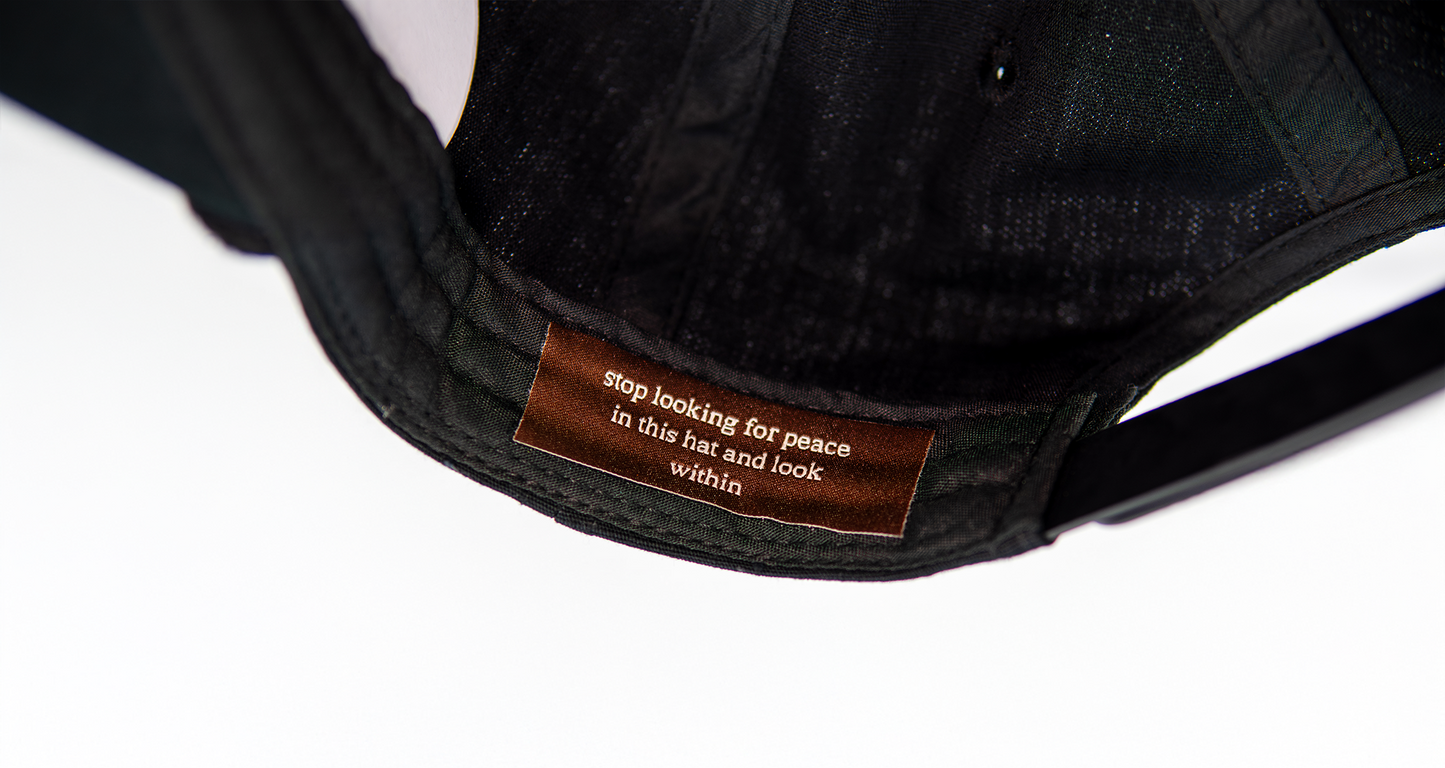 stop looking for peace
in this hat and look
within